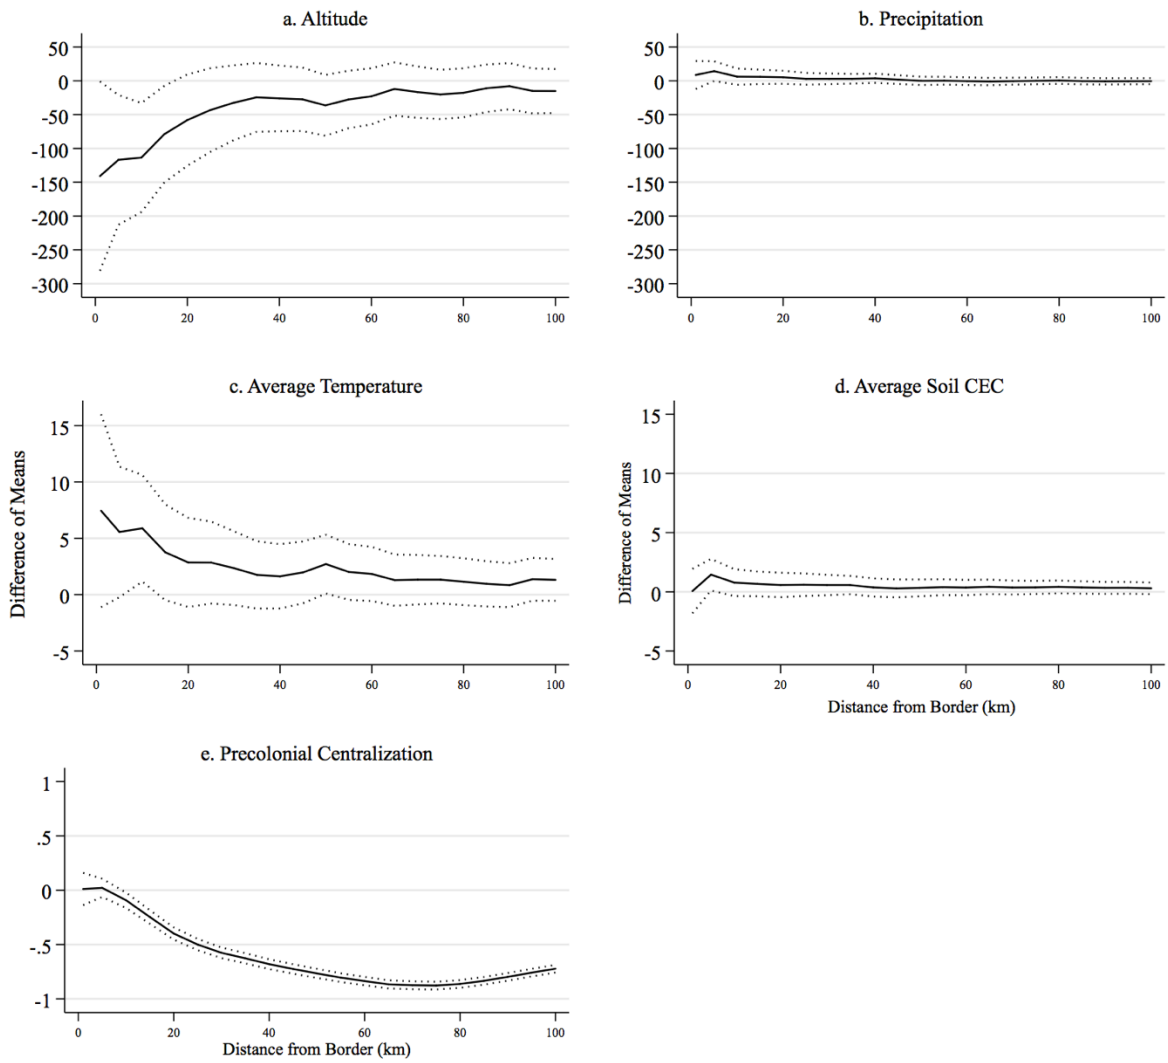 a. Altitude
50
0
-50
-100
-150
-200
-250
-300
0 20 40 60 80 100
b. Precipitation
50
0
-50
-100
-150
-200
-250
-300
0 20 40 60 80 100
c. Average Temperature
Difference of Means
15
10
5
0
-5
0 20 40 60 80 100
d. Average Soil CEC
Difference of Means
15
10
5
0
-5
0 20 40 60 80 100
Distance from Border (km)
e. Precolonial Centralization
1
.5
0
-.5
-1
0 20 40 60 80 100
Distance from Border (km)